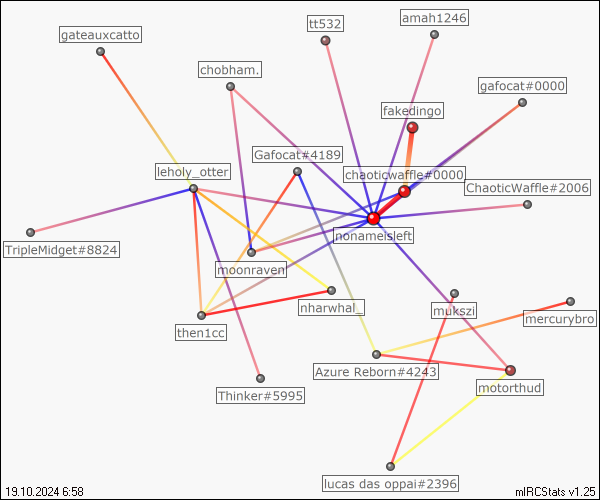 amah1246
tt532
gateauxcatto
chobham.
gafocat#0000
fakedingo
Gafocat#4189
leholy_otter
chaoticwaffle#0000
ChaoticWaffle#2006
nonameisleft
TripleMidget#8824
moonraven
nharwhal_
mukszi
mercurybro
then1cc
Azure Reborn#4243
motorthud
Thinker#5995
lucas das oppai#2396
19.10.2024 6:58
mIRCStats v1.25